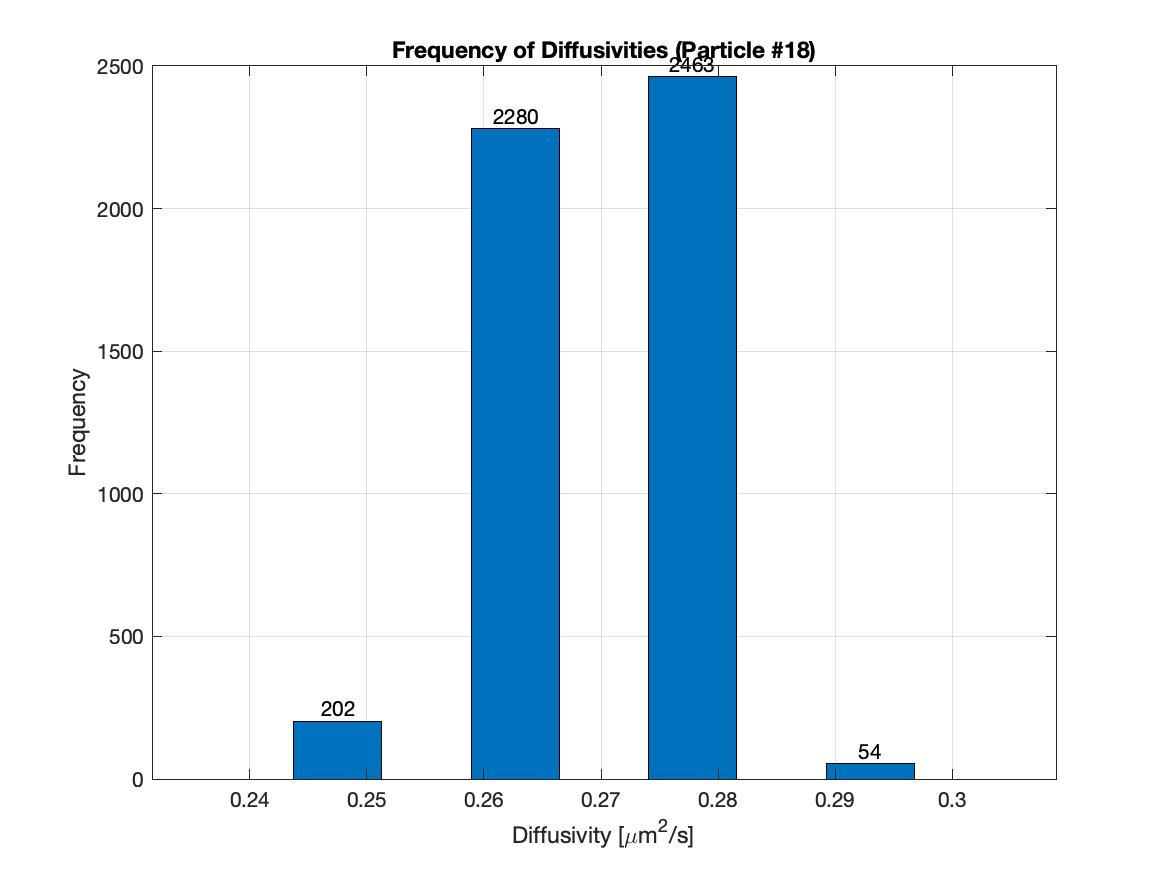 Frequency of Diffusivities (Particle #18)
2500
2463
2280
2000
1500
Frequency
1000
500
202
54
0
0.24 0.25 0.26 0.27 0.28 0.29 0.3
Diffusivity [μm²/s]